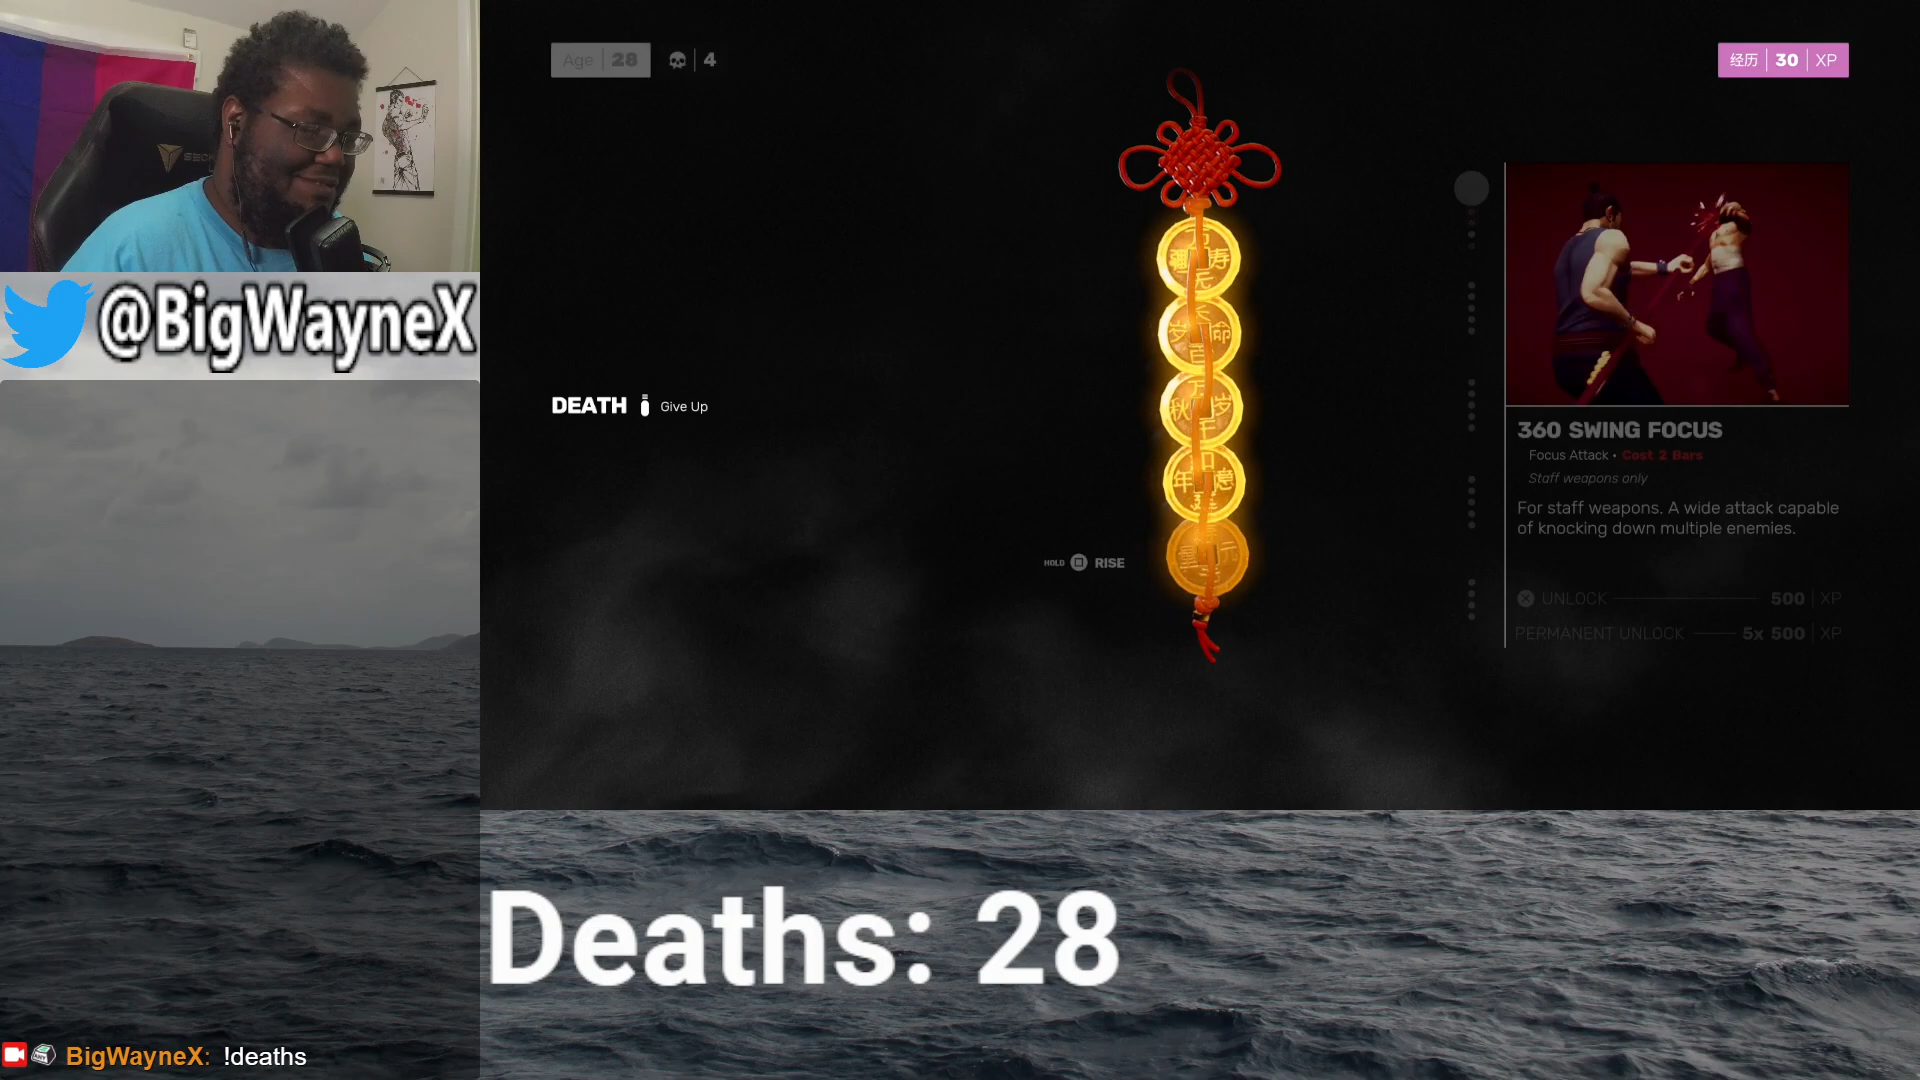 Age 28 4
经历 30 XP
SEC
@BigWayneX
DEATH Give Up
HOLD RISE
360 SWING FOCUS
Focus Attack • Cost 2 Bars
Staff weapons only
For staff weapons. A wide attack capable
of knocking down multiple enemies.
UNLOCK 500 XP
PERMANENT UNLOCK 5x 500 XP
Deaths: 28
BigWayneX: !deaths